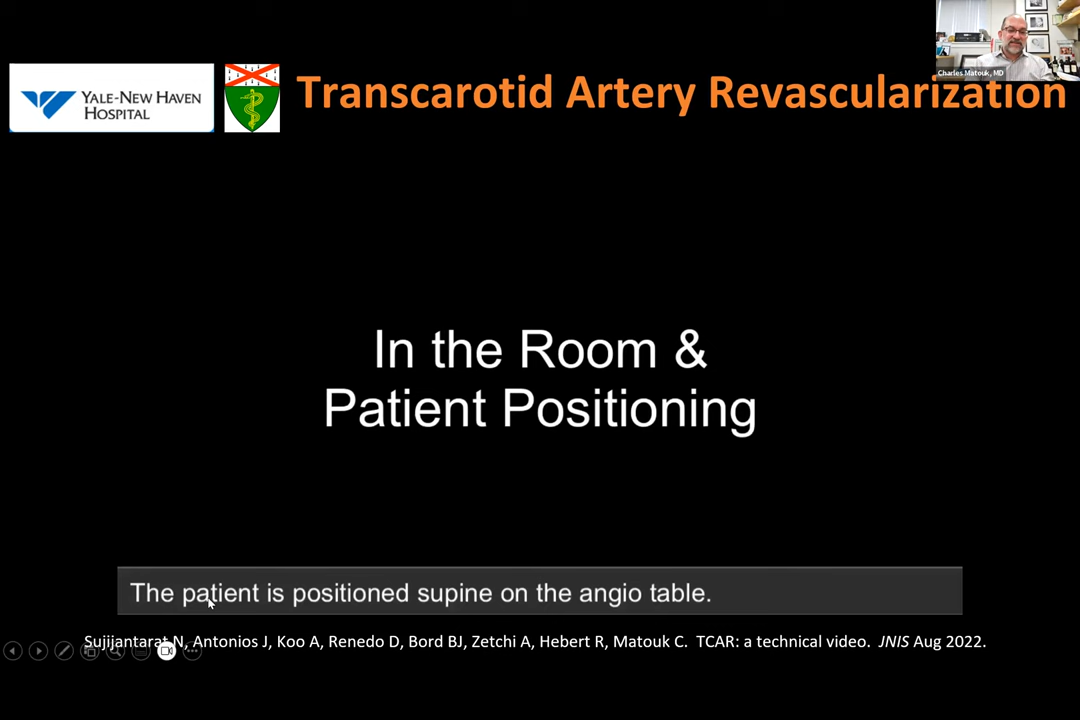 Charles Matouk, MD
YALE-NEW HAVEN
HOSPITAL
Transcarotid Artery Revascularization
In the Room &
Patient Positioning
The patient is positioned supine on the angio table.
Sujijantarat N, Antonios J, Koo A, Renedo D, Bord BJ, Zetchi A, Hebert R, Matouk C. TCAR: a technical video. JNIS Aug 2022.